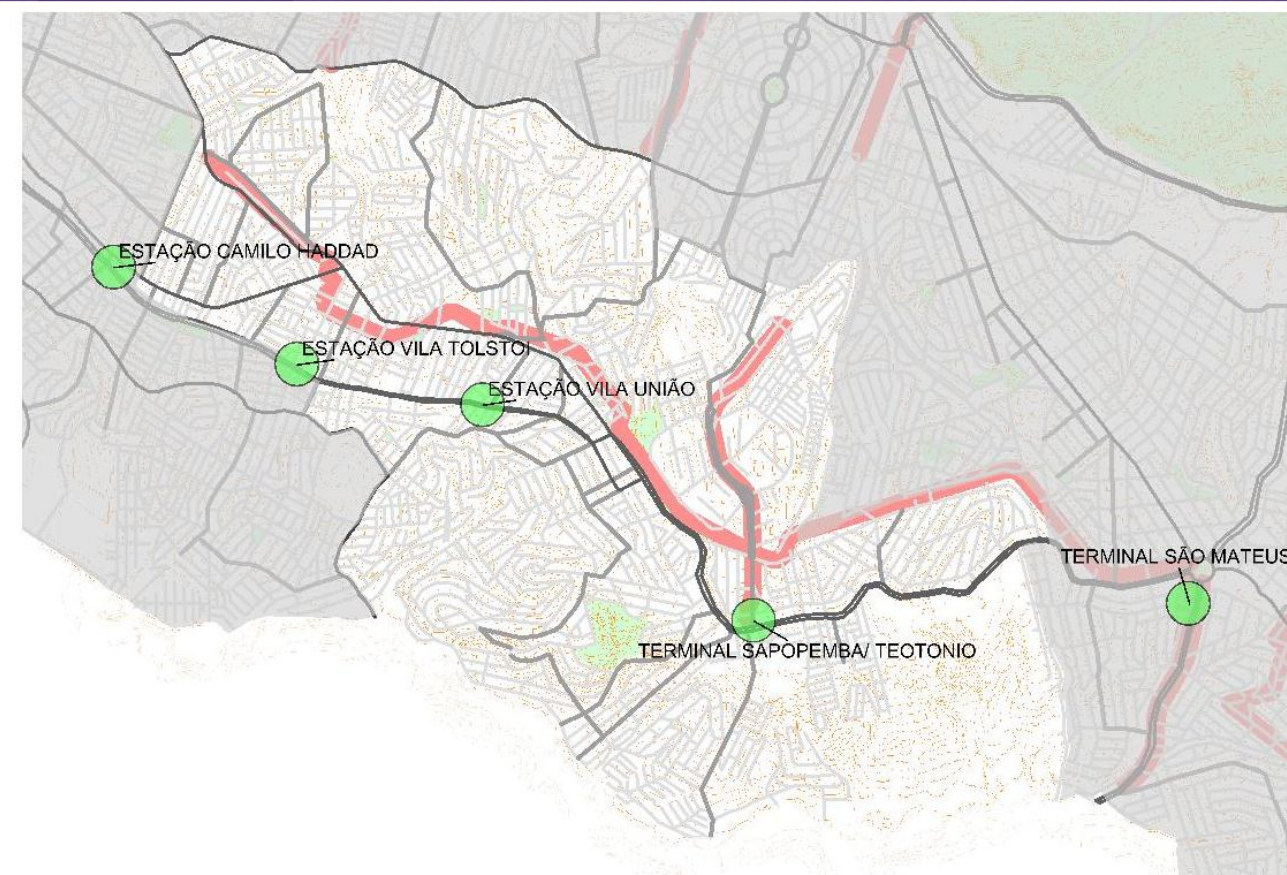 ESTAÇÃO CAMILO HADDAD
ESTAÇÃO VILA TOLSTOI
ESTAÇÃO VILA UNIÃO
TERMINAL SÃO MATEUS
TERMINAL SAPOPEMBA/ TEOTONIO